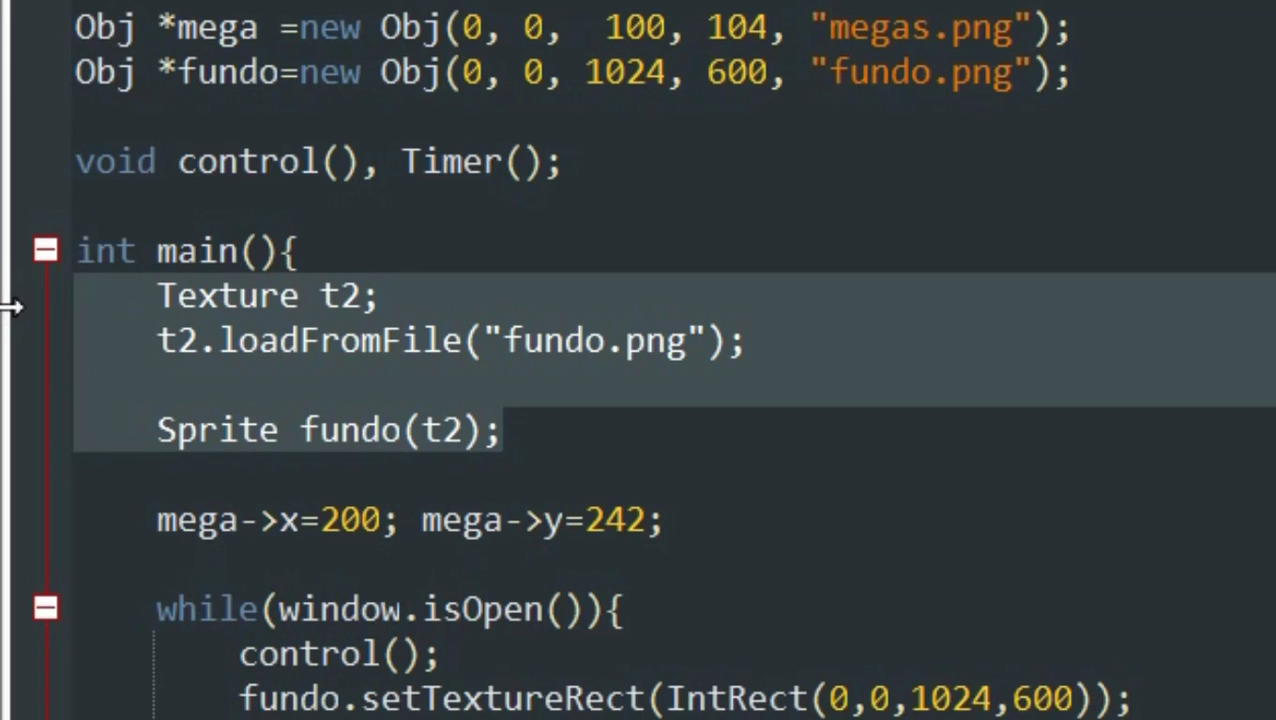 Obj *mega =new Obj(0, 0,  100, 104, "megas.png");
Obj *fundo=new Obj(0, 0, 1024, 600, "fundo.png");
void control(), Timer();
int main(){
    Texture t2;
    t2.loadFromFile("fundo.png");
    Sprite fundo(t2);
    mega->x=200; mega->y=242;
    while(window.isOpen()){
        control();
        fundo.setTextureRect(IntRect(0,0,1024,600));